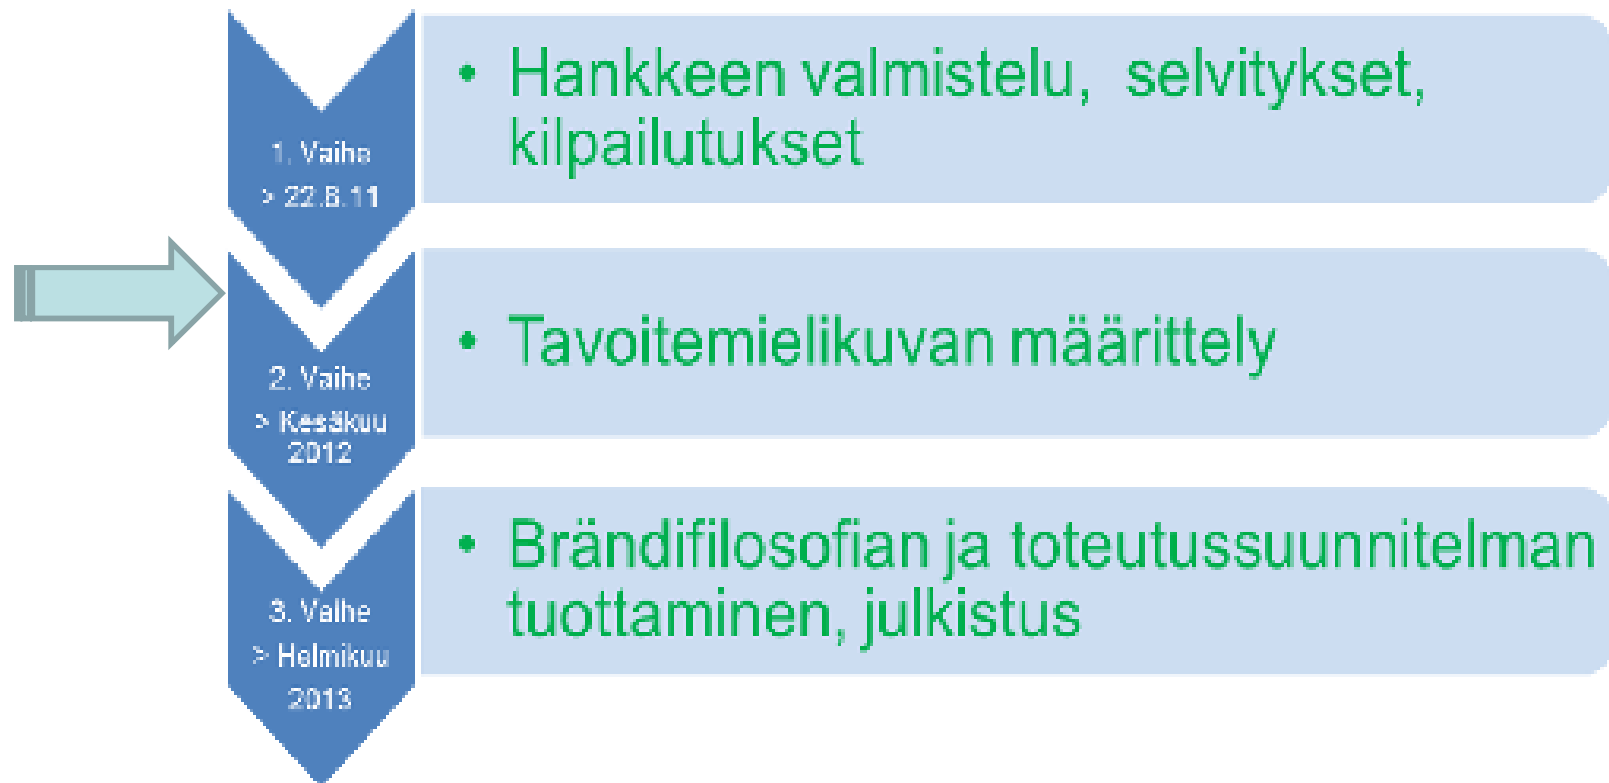 1. Vaihe
> 22.8.11
• Hankkeen valmistelu, selvitykset,
kilpailutukset
2. Vaihe
> Kesäkuu
2012
• Tavoitemielikuvan määrittely
3. Vaihe
> Helmikuu
2013
• Brändifilosofian ja toteutussuunnitelman
tuottaminen, julkistus